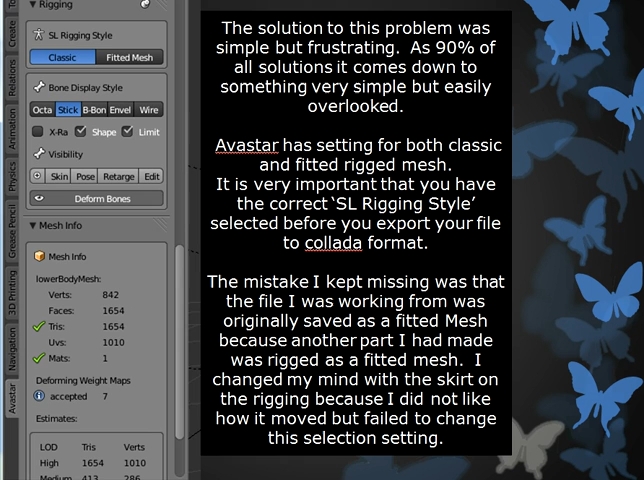 Rigging
SL Rigging Style
Classic
Fitted Mesh
Bone Display Style
Octa
Stick
B-Bon
Envel
Wire
X-Ra
Shape
Limit
Visibility
Skin
Pose
Retarge
Edit
Deform Bones
Mesh Info
Mesh Info
lowerBodyMesh:
Verts: 842
Faces: 1654
Tris: 1654
Uvs: 1010
Mats: 1
Deforming Weight Maps
accepted 7
Estimates:
LOD Tris Verts
High 1654 1010
Medium 413 286
To
Create
Relations
Animation
Physics
Grease Pencil
3D Printing
Navigation
Avastar
The solution to this problem was
simple but frustrating. As 90% of
all solutions it comes down to
something very simple but easily
overlooked.
Avastar has setting for both classic
and fitted rigged mesh.
It is very important that you have
the correct 'SL Rigging Style'
selected before you export your file
to collada format.
The mistake I kept missing was that
the file I was working from was
originally saved as a fitted Mesh
because another part I had made
was rigged as a fitted mesh. I
changed my mind with the skirt on
the rigging because I did not like
how it moved but failed to change
this selection setting.